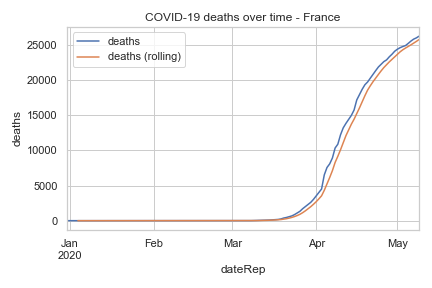 COVID-19 deaths over time - France
deaths
deaths (rolling)
25000
20000
15000
10000
5000
0
deaths
Jan
2020
Feb
Mar
Apr
May
dateRep